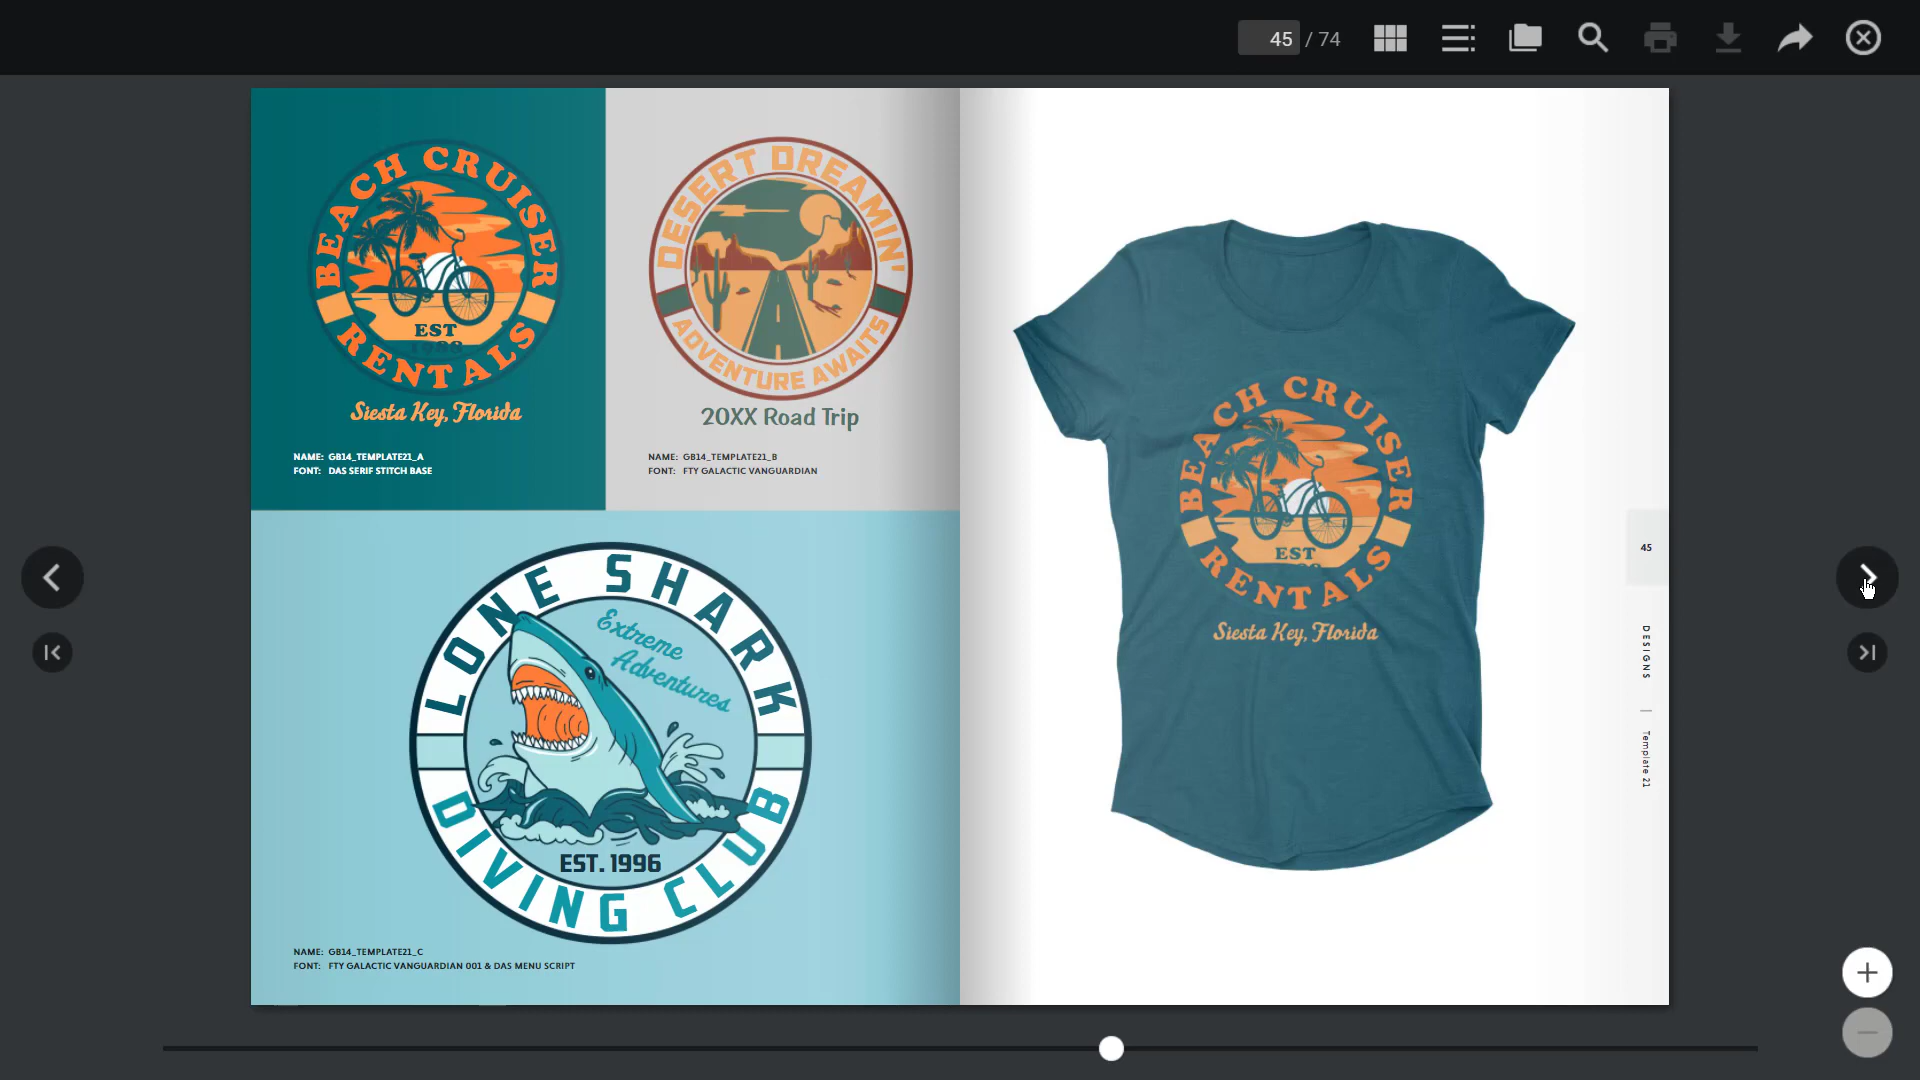 45 / 74
BEACH CRUISER
EST
RENTALS
Siesta Key, Florida
NAME: GB14_TEMPLATE21_A
FONT: DAS SERIF STITCH BASE
DESERT DREAMIN'
ADVENTURE AWAITS
20XX Road Trip
NAME: GB14_TEMPLATE21_B
FONT: FTY GALACTIC VANGUARDIAN
LONE SHARK
Extreme
Adventures
EST. 1996
DIVING CLUB
NAME: GB14_TEMPLATE21_C
FONT: FTY GALACTIC VANGUARDIAN 001 & DAS MENU SCRIPT
BEACH CRUISER
EST
RENTALS
Siesta Key, Florida
45
DESIGNS | Template 21